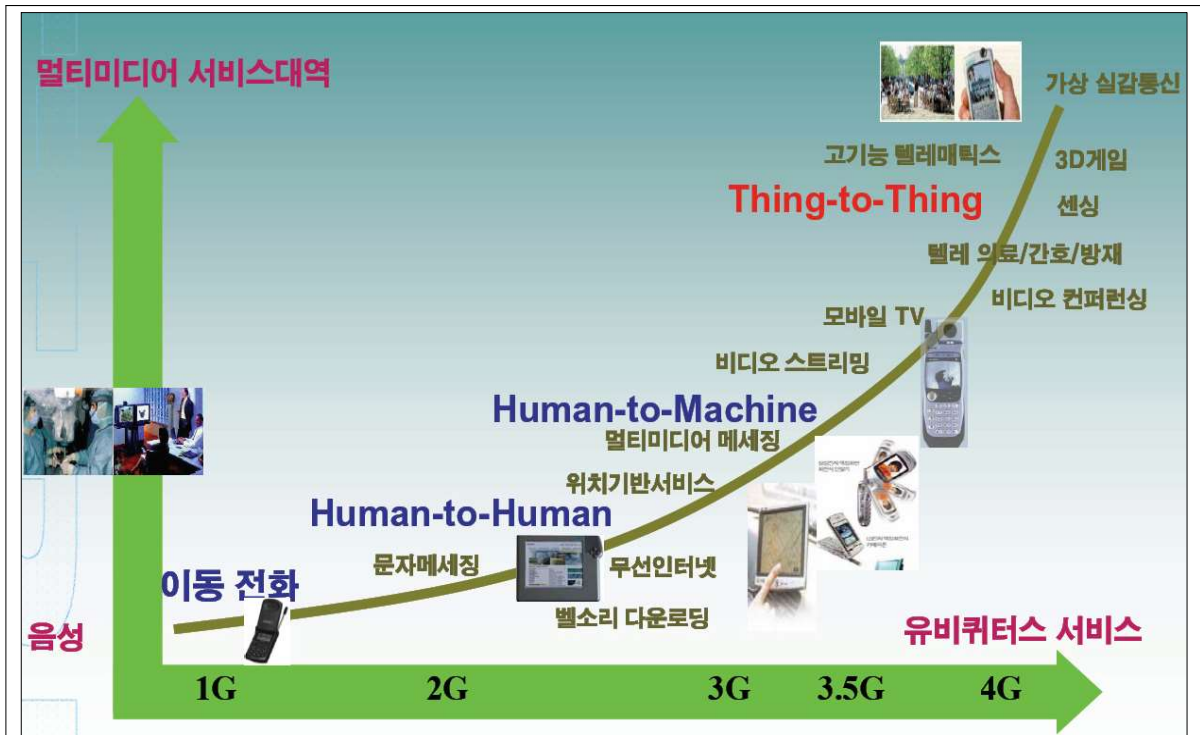 멀티미디어 서비스대역
가상 실감통신
고기능 텔레매틱스
3D게임
Thing-to-Thing
센싱
텔레 의료/간호/방재
비디오 컨퍼런싱
모바일 TV
비디오 스트리밍
Human-to-Machine
멀티미디어 메세징
위치기반서비스
Human-to-Human
문자메세징
무선인터넷
이동 전화
벨소리 다운로딩
음성
유비쿼터스 서비스
1G
2G
3G
3.5G
4G